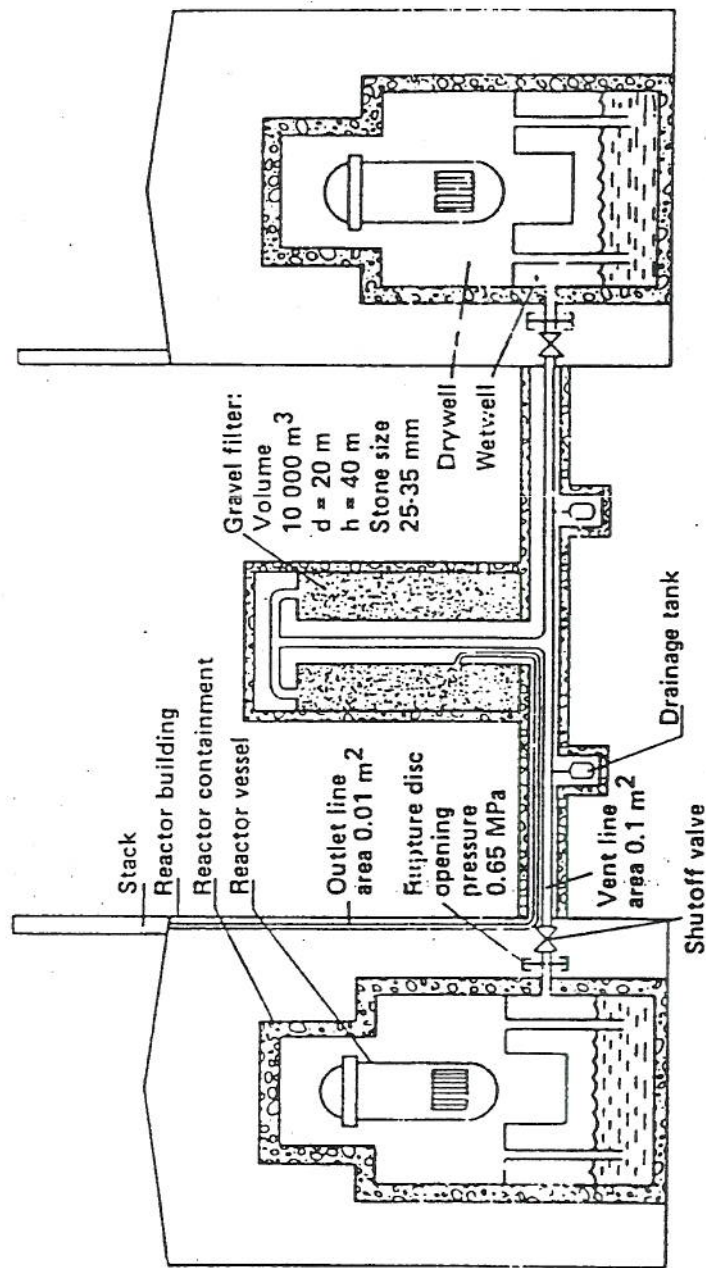 Stack
Reactor building
Reactor containment
Reactor vessel
Outlet line
area 0.01 m²
Rupture disc
opening
pressure
0.65 MPa
Vent line
area 0.1 m²
Shutoff valve
Drainage tank
Gravel filter:
Volume
10 000 m³
d = 20 m
h = 40 m
Stone size
25-35 mm
Drywell
Wetwell